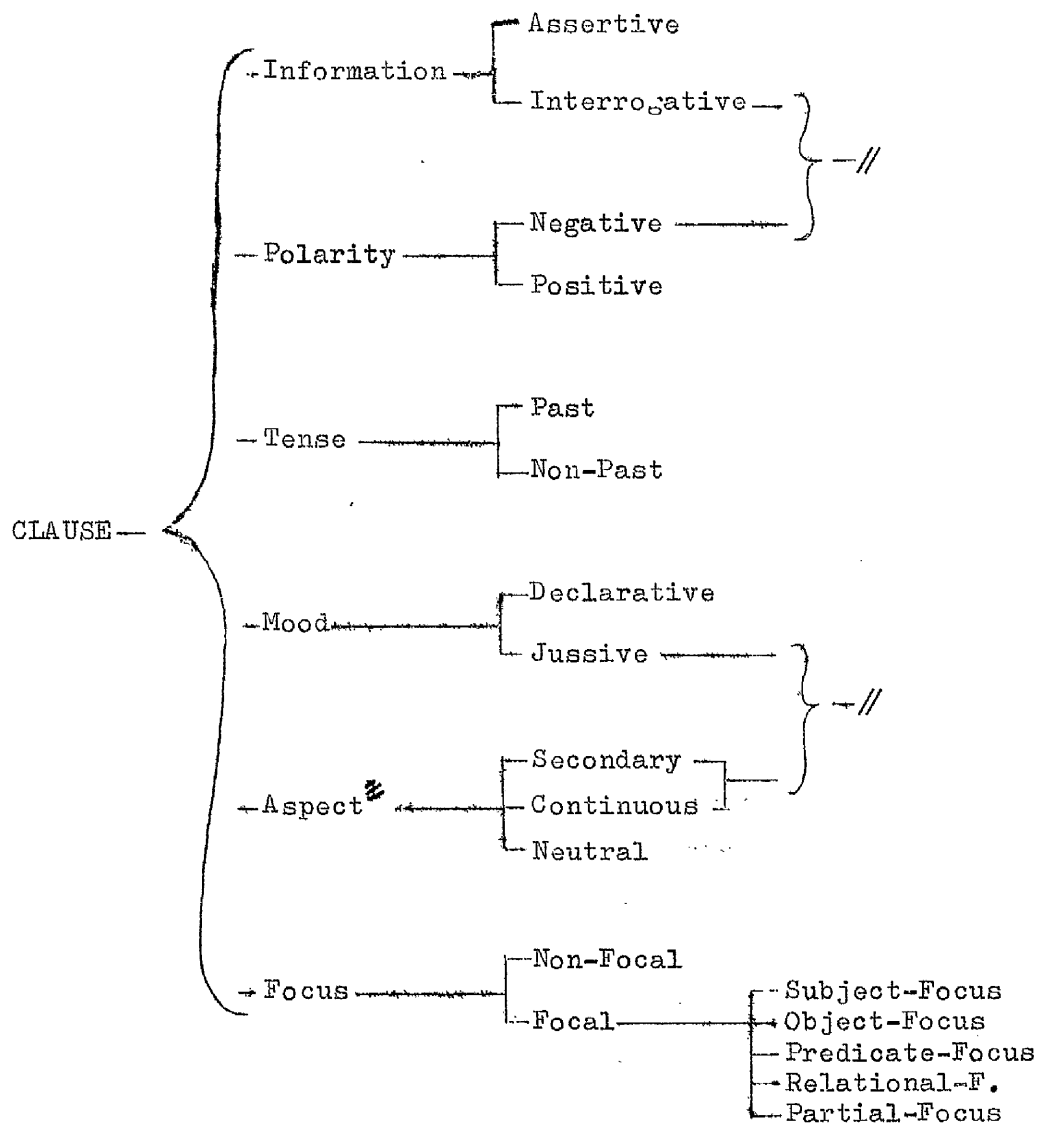 Assertive
Information
Interrogative
//
Negative
Polarity
Positive
Past
Tense
Non-Past
CLAUSE
Declarative
Mood
Jussive
//
Secondary
Aspect
Continuous
Neutral
Non-Focal
Focus
Subject-Focus
Focal
Object-Focus
Predicate-Focus
Relational-F.
Partial-Focus